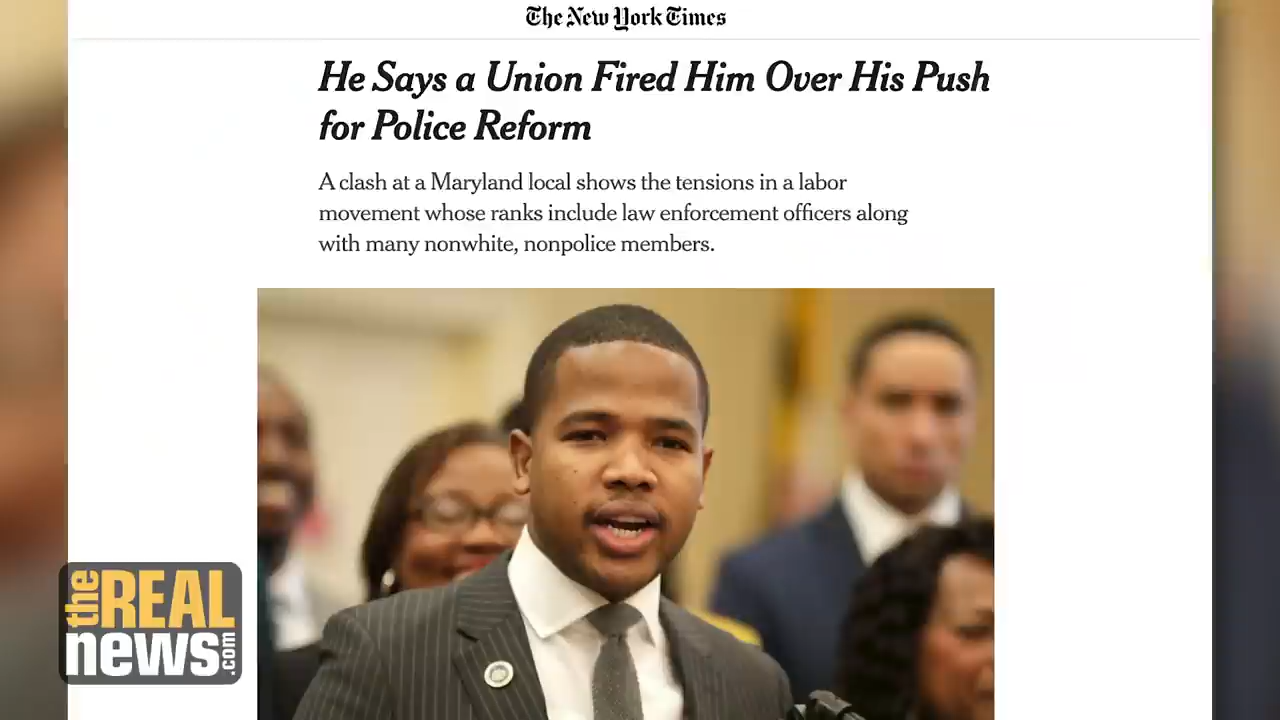 The New York Times
He Says a Union Fired Him Over His Push
for Police Reform
A clash at a Maryland local shows the tensions in a labor
movement whose ranks include law enforcement officers along
with many nonwhite, nonpolice members.
the REAL
news.com